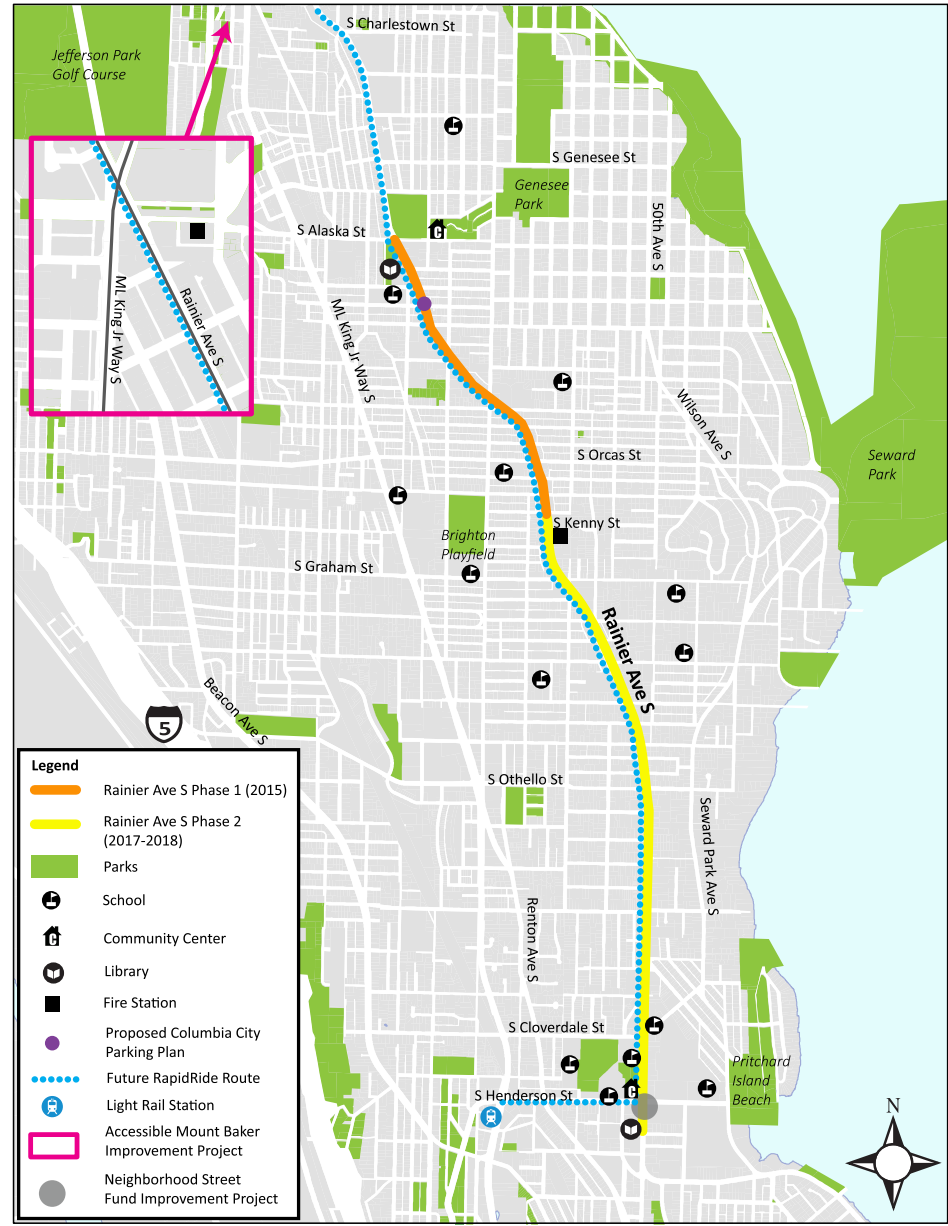 S Charlestown St
Jefferson Park
Golf Course
S Genesee St
Genesee
Park
50th Ave S
S Alaska St
C
ML King Jr Way S
Rainier Ave S
ML King Jr Way S
Wilson Ave S
S Orcas St
Seward
Park
S Kenny St
Brighton
Playfield
S Graham St
Rainier Ave S
Beacon Ave S
5
S Othello St
Seward Park Ave S
Renton Ave S
S Cloverdale St
Pritchard
Island
Beach
C
S Henderson St
N
Legend
Rainier Ave S Phase 1 (2015)
Rainier Ave S Phase 2
(2017-2018)
Parks
School
C
Community Center
Library
Fire Station
Proposed Columbia City
Parking Plan
Future RapidRide Route
Light Rail Station
Accessible Mount Baker
Improvement Project
Neighborhood Street
Fund Improvement Project